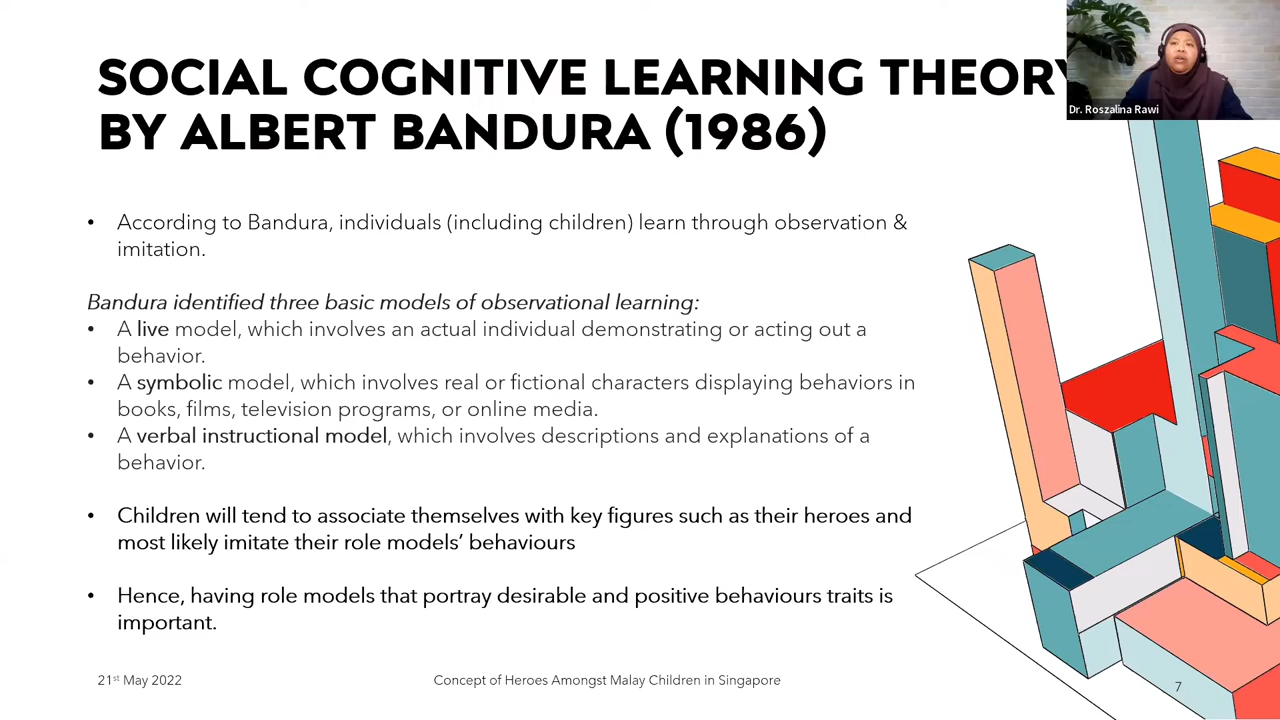 SOCIAL COGNITIVE LEARNING THEORY
BY ALBERT BANDURA (1986)
Dr. Roszalina Rawi
• According to Bandura, individuals (including children) learn through observation &
imitation.
Bandura identified three basic models of observational learning:
• A live model, which involves an actual individual demonstrating or acting out a
behavior.
• A symbolic model, which involves real or fictional characters displaying behaviors in
books, films, television programs, or online media.
• A verbal instructional model, which involves descriptions and explanations of a
behavior.
• Children will tend to associate themselves with key figures such as their heroes and
most likely imitate their role models’ behaviours
• Hence, having role models that portray desirable and positive behaviours traits is
important.
21st May 2022
Concept of Heroes Amongst Malay Children in Singapore
7